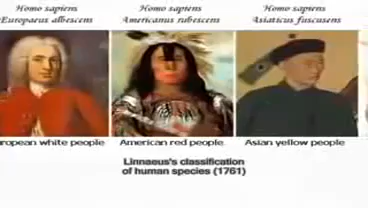 Homo sapiens
Europaeus albescens
Homo sapiens
Americanus rubescens
Homo sapiens
Asiaticus fuscusens
ropean white people
American red people
Asian yellow people
Linnaeus's classification
of human species (1761)